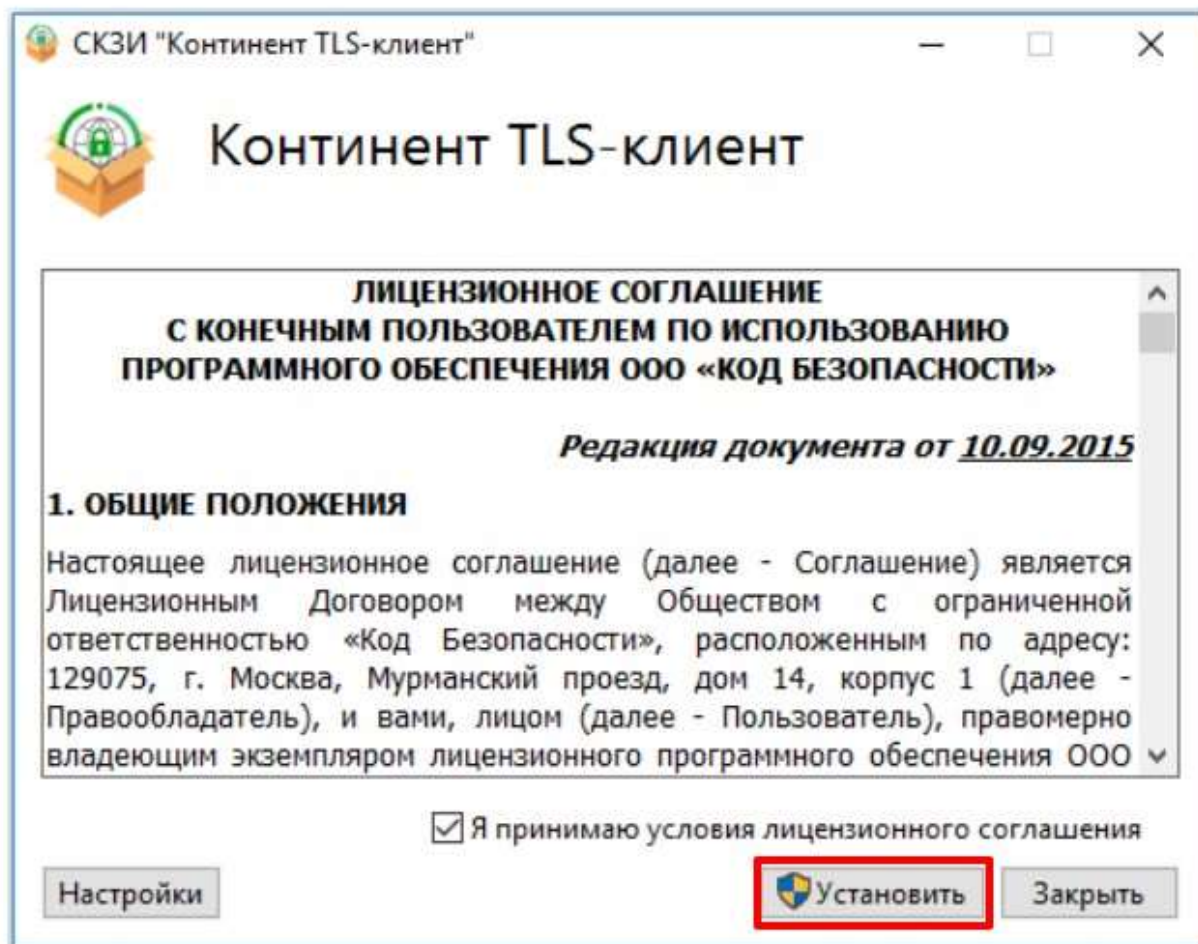 СКЗИ "Континент TLS-клиент"
Континент TLS-клиент
ЛИЦЕНЗИОННОЕ СОГЛАШЕНИЕ
С КОНЕЧНЫМ ПОЛЬЗОВАТЕЛЕМ ПО ИСПОЛЬЗОВАНИЮ
ПРОГРАММНОГО ОБЕСПЕЧЕНИЯ ООО «КОД БЕЗОПАСНОСТИ»
Редакция документа от 10.09.2015
1. ОБЩИЕ ПОЛОЖЕНИЯ
Настоящее лицензионное соглашение (далее - Соглашение) является
Лицензионным Договором между Обществом с ограниченной
ответственностью «Код Безопасности», расположенным по адресу:
129075, г. Москва, Мурманский проезд, дом 14, корпус 1 (далее -
Правообладатель), и вами, лицом (далее - Пользователь), правомерно
владеющим экземпляром лицензионного программного обеспечения ООО
Я принимаю условия лицензионного соглашения
Настройки
Установить
Закрыть